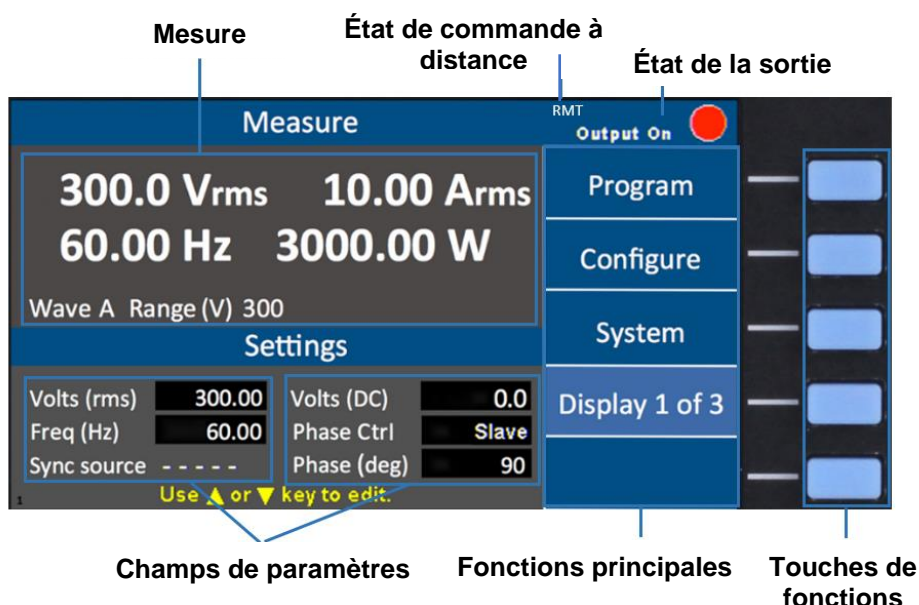 Mesure
État de commande à
distance
État de la sortie
Measure
RMT
Output On
300.0 Vrms 10.00 Arms
60.00 Hz 3000.00 W
Wave A Range (V) 300
Program
Configure
System
Display 1 of 3
Settings
Volts (rms) 300.00 Volts (DC) 0.0
Freq (Hz) 60.00 Phase Ctrl Slave
Sync source - - - - - Phase (deg) 90
1 Use ▲ or ▼ key to edit.
Champs de paramètres
Fonctions principales
Touches de
fonctions